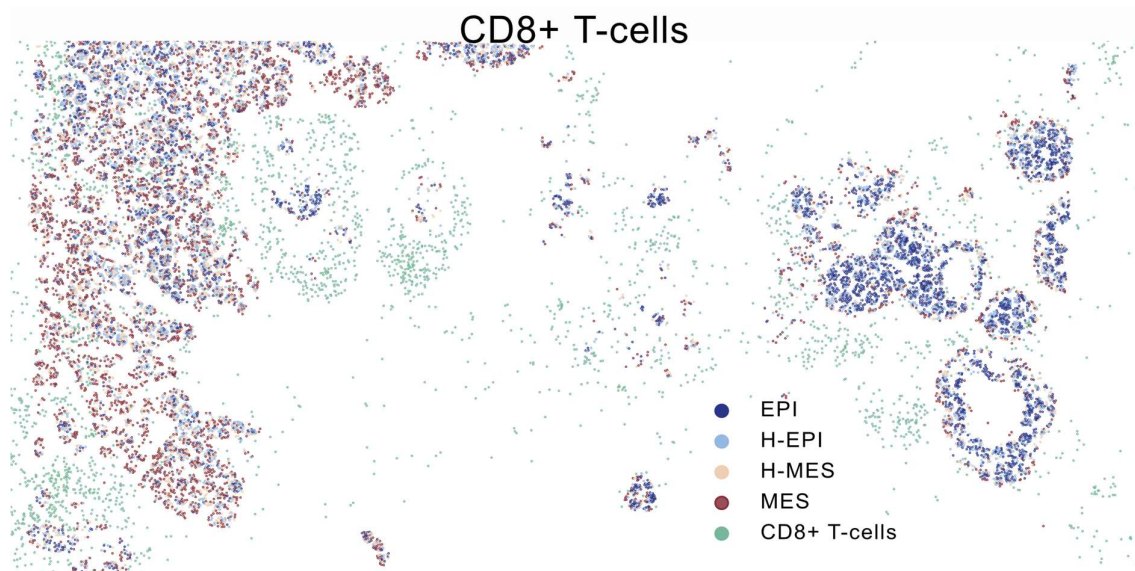 CD8+ T-cells
EPI
H-EPI
H-MES
MES
CD8+ T-cells